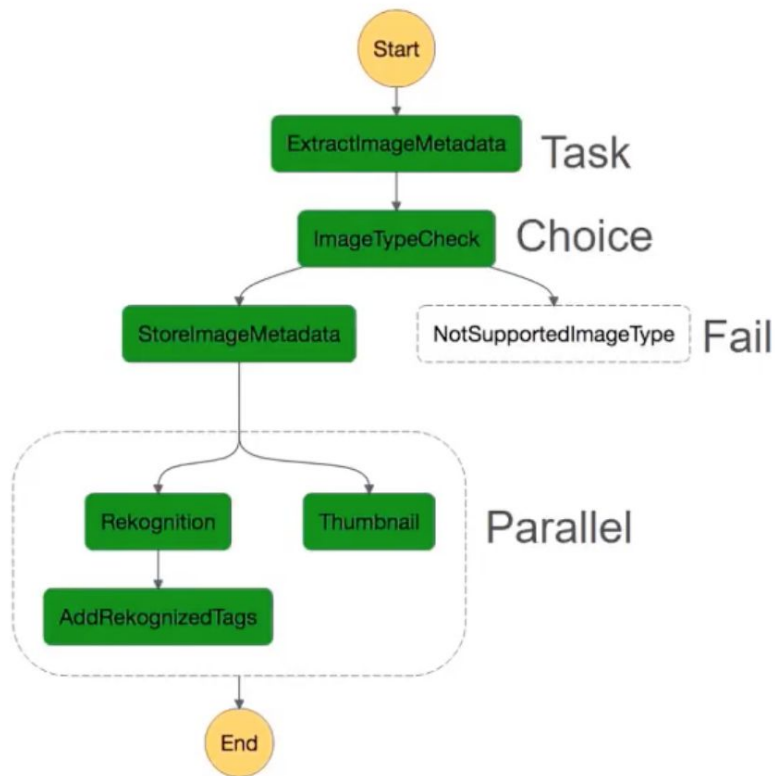 Start
ExtractImageMetadata
Task
ImageTypeCheck
Choice
StoreImageMetadata
NotSupportedImageType
Fail
Rekognition
Thumbnail
Parallel
AddRekognizedTags
End